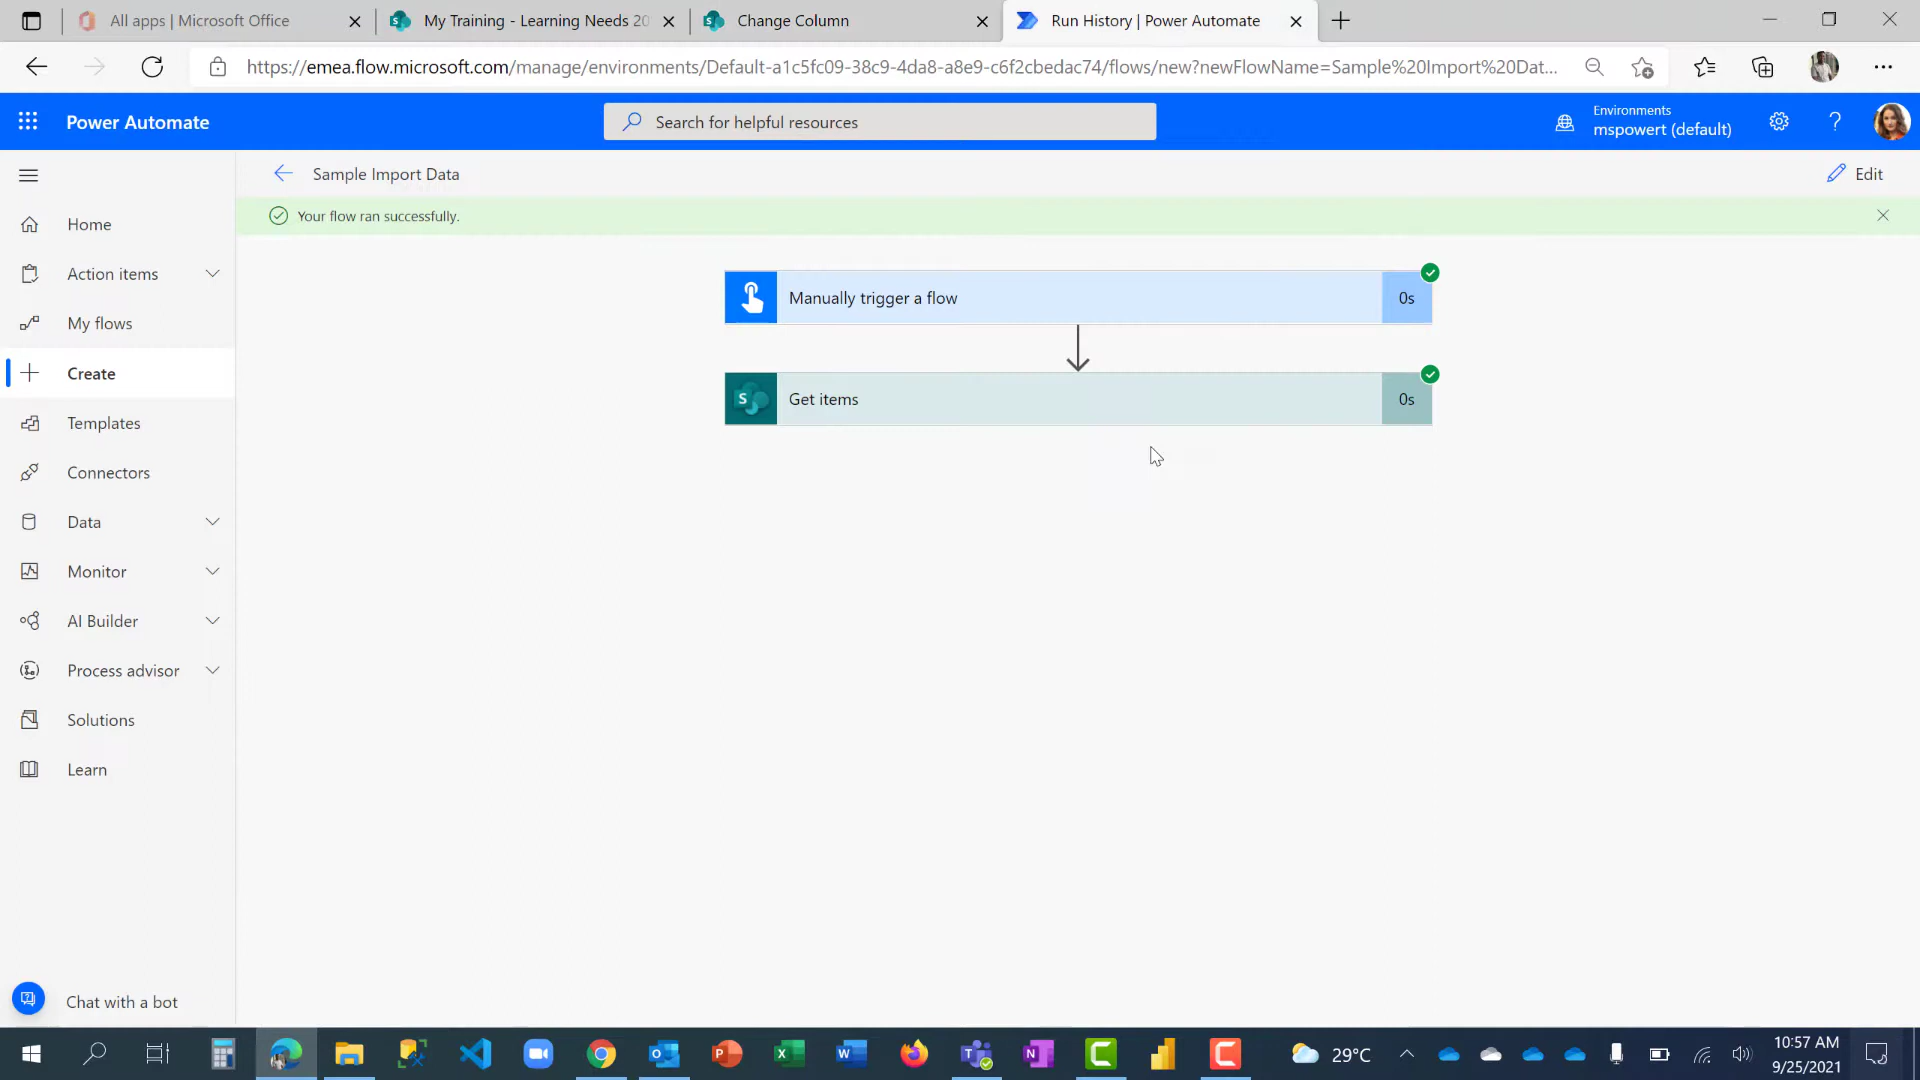 All apps | Microsoft Office
My Training - Learning Needs 20
Change Column
Run History | Power Automate
https://emea.flow.microsoft.com/manage/environments/Default-a1c5fc09-38c9-4da8-a8e9-c6f2cbedac74/flows/new?newFlowName=Sample%20Import%20Dat...
Power Automate
Search for helpful resources
Environments
mspowert (default)
Sample Import Data
Edit
Your flow ran successfully.
Home
Action items
My flows
Create
Templates
Connectors
Data
Monitor
AI Builder
Process advisor
Solutions
Learn
Chat with a bot
Manually trigger a flow
0s
Get items
0s
29°C
10:57 AM
9/25/2021